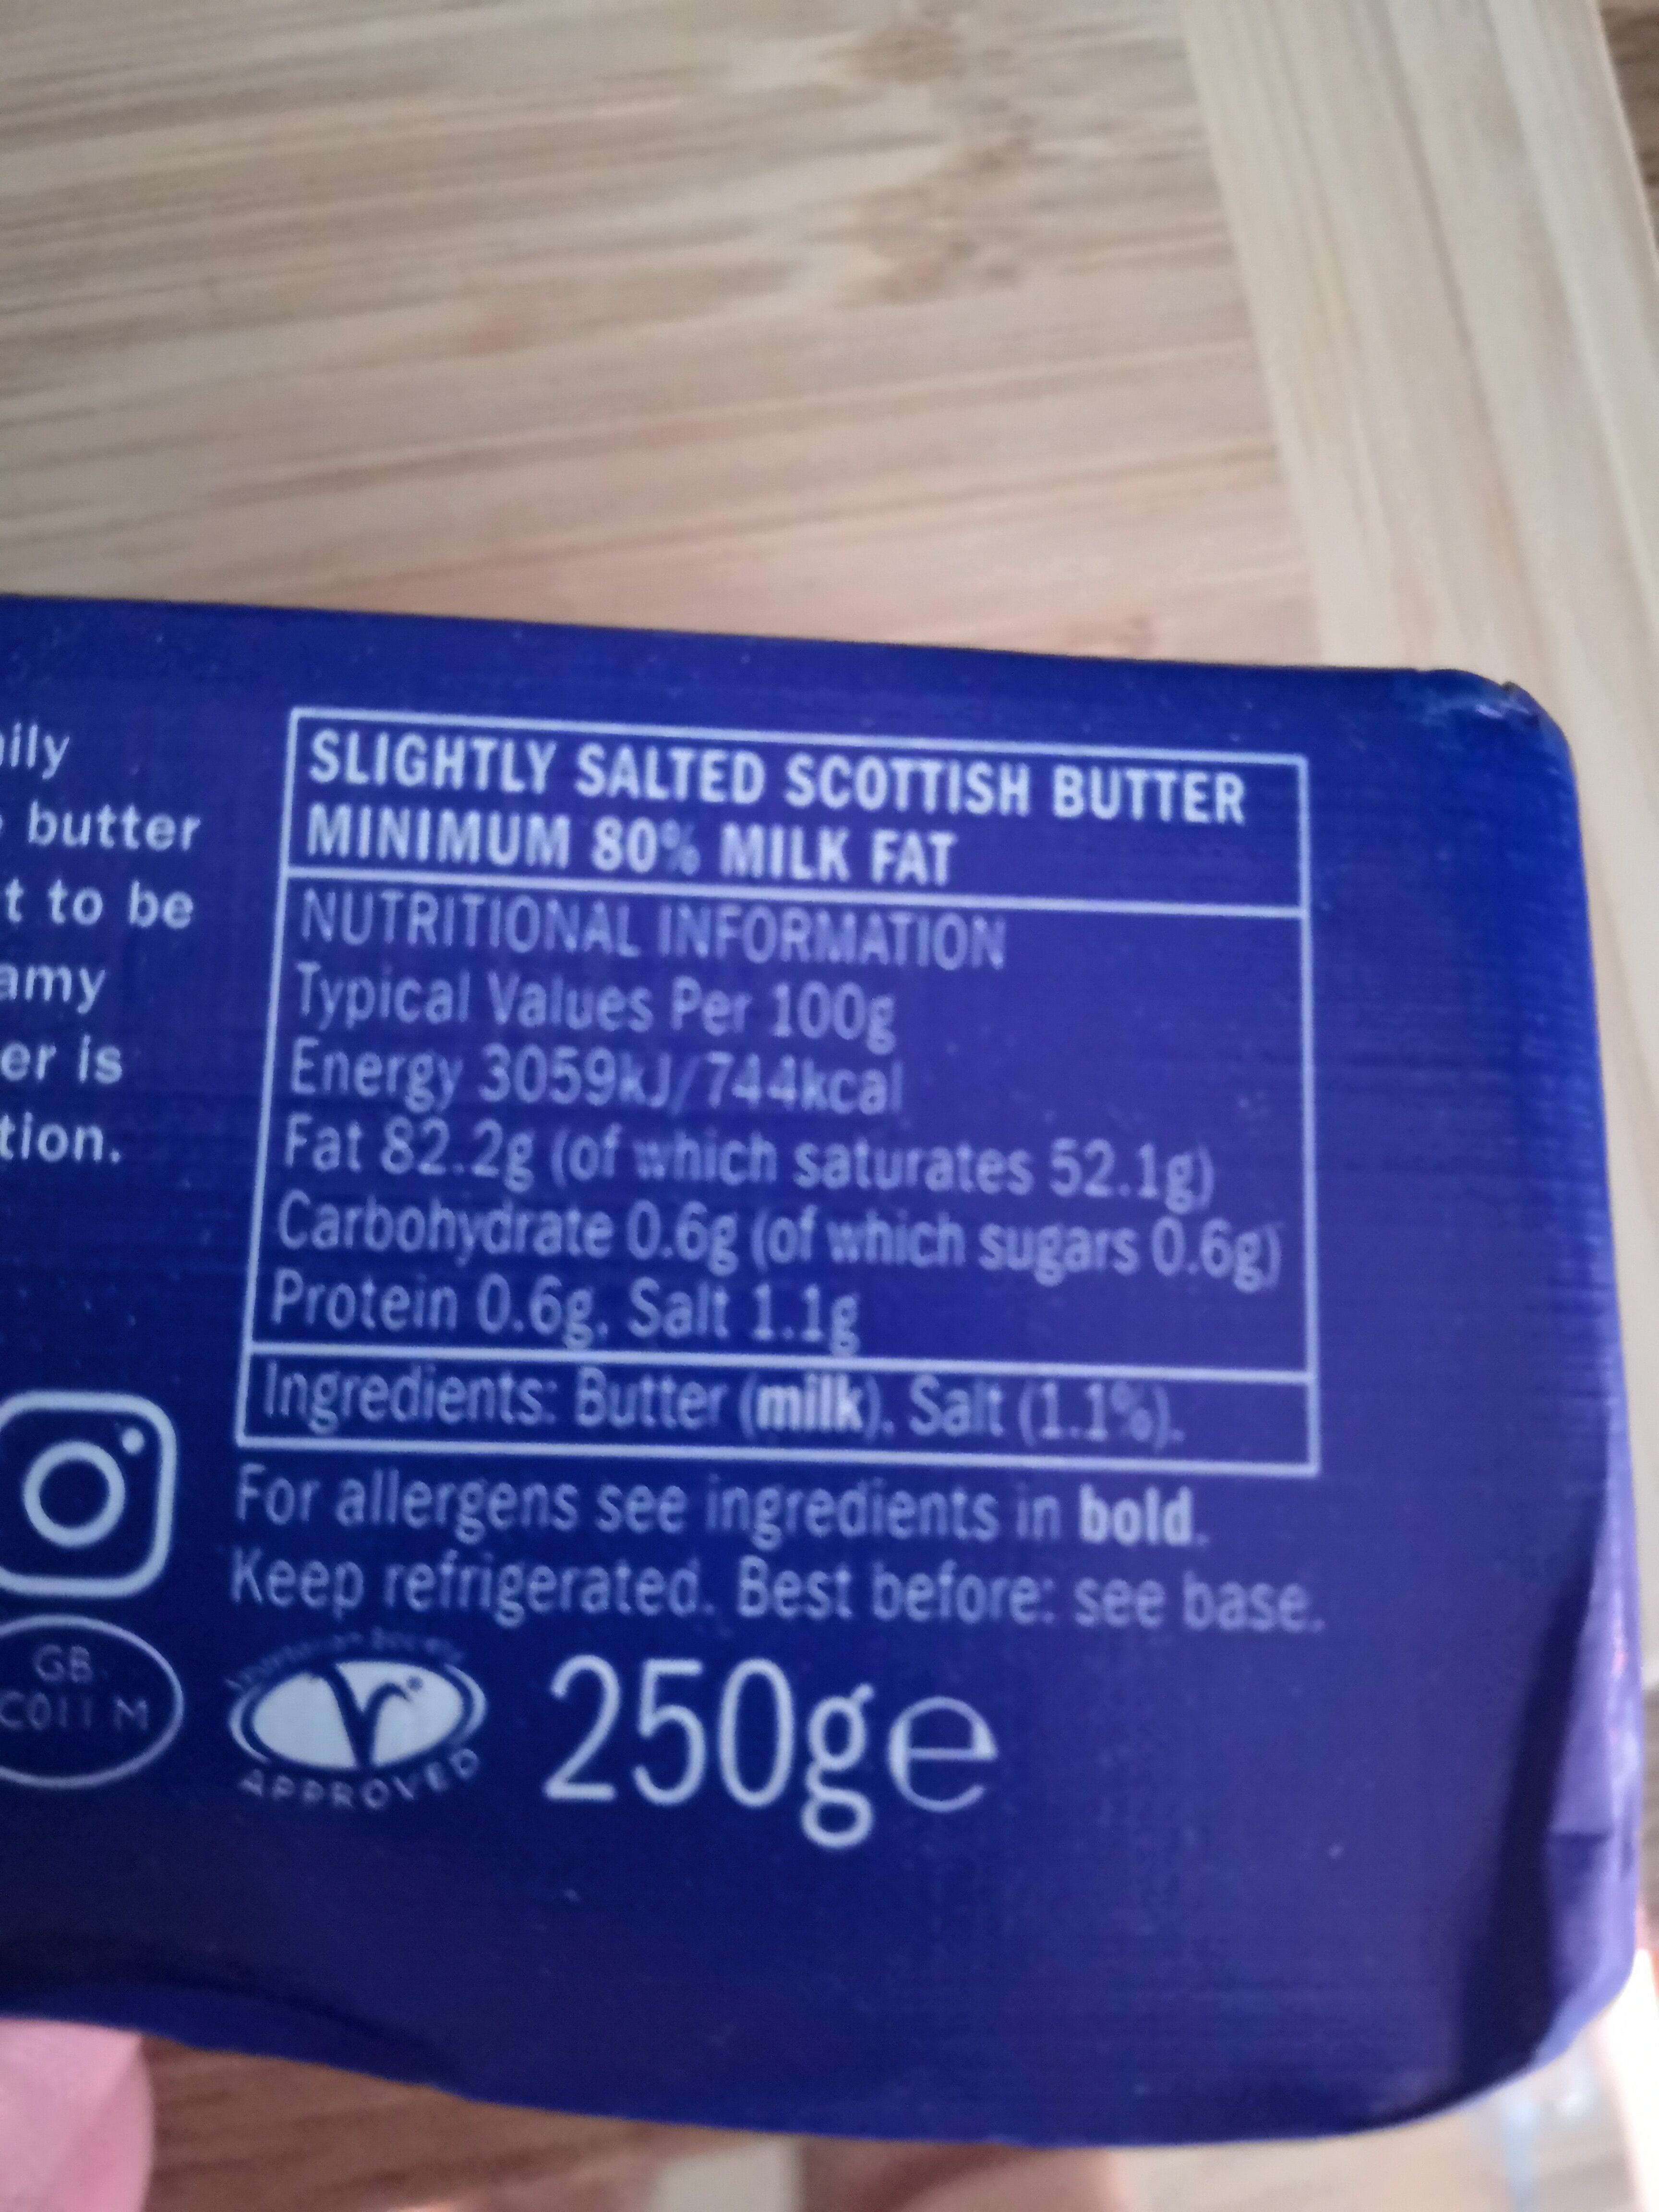 ily
butter
t to be
amy
er is
tion.
SLIGHTLY SALTED SCOTTISH BUTTER
MINIMUM 80% MILK FAT
NUTRITIONAL INFORMATION
Typical Values Per 100g
Energy 3059kJ/744kcal
Fat 82.2g (of which saturates 52.1g)
Carbohydrate 0.6g (of which sugars 0.6g)
Protein 0.6g, Salt 1.1g
Ingredients: Butter (milk), Salt (1.1%).
For allergens see ingredients in bold.
Keep refrigerated. Best before: see base.
GB
C011 M
Vegetarian Society
APPROVED
250g℮